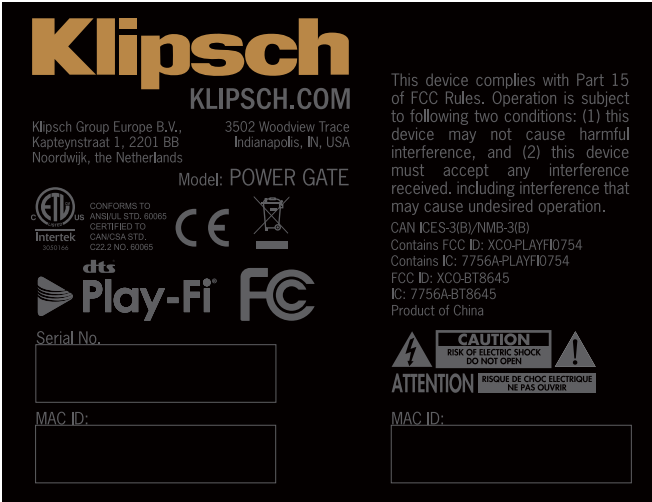 Klipsch
KLIPSCH.COM
Klipsch Group Europe B.V.,
Kapteynstraat 1, 2201 BB
Noordwijk, the Netherlands
3502 Woodview Trace
Indianapolis, IN, USA
Model: POWER GATE
C ETL US
LISTED
Intertek
3050166
CONFORMS TO
ANSI/UL STD. 60065
CERTIFIED TO
CAN/CSA STD.
C22.2 NO. 60065
CE
dts
Play-Fi®
FC
Serial No.
MAC ID:
This device complies with Part 15
of FCC Rules. Operation is subject
to following two conditions: (1) this
device may not cause harmful
interference, and (2) this device
must accept any interference
received. including interference that
may cause undesired operation.
CAN ICES-3(B)/NMB-3(B)
Contains FCC ID: XCO-PLAYFI0754
Contains IC: 7756A-PLAYFI0754
FCC ID: XCO-BT8645
IC: 7756A-BT8645
Product of China
CAUTION
RISK OF ELECTRIC SHOCK
DO NOT OPEN
ATTENTION
RISQUE DE CHOC ELECTRIQUE
NE PAS OUVRIR
MAC ID: